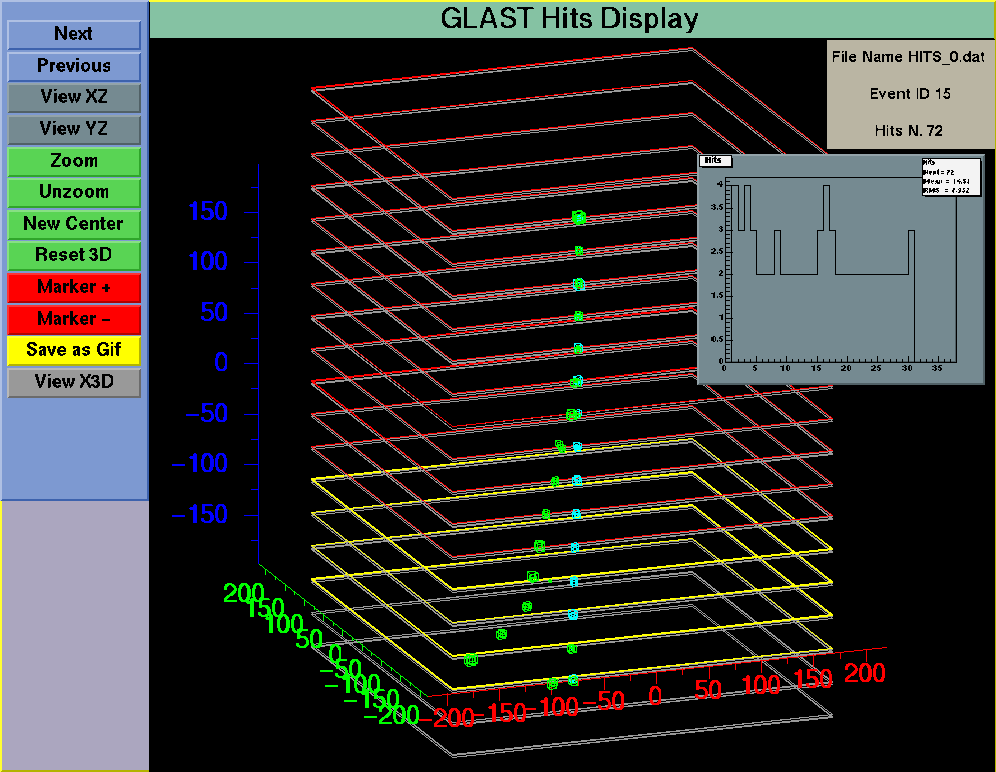 GLAST Hits Display
Next
Previous
View XZ
View YZ
Zoom
Unzoom
New Center
Reset 3D
Marker +
Marker −
Save as Gif
View X3D
File Name HITS_0.dat
Event ID 15
Hits N. 72
Hits
Hits
Nent = 72
Mean = 14.51
RMS =
4
3.5
3
2.5
2
1.5
1
0.5
0
0 5 10 15 20 25 30 35
150
100
50
0
−50
−100
−150
200
150
100
50
0
−50
−100
−150
−200
−200 −150 −100 −50 0 50 100 150 200